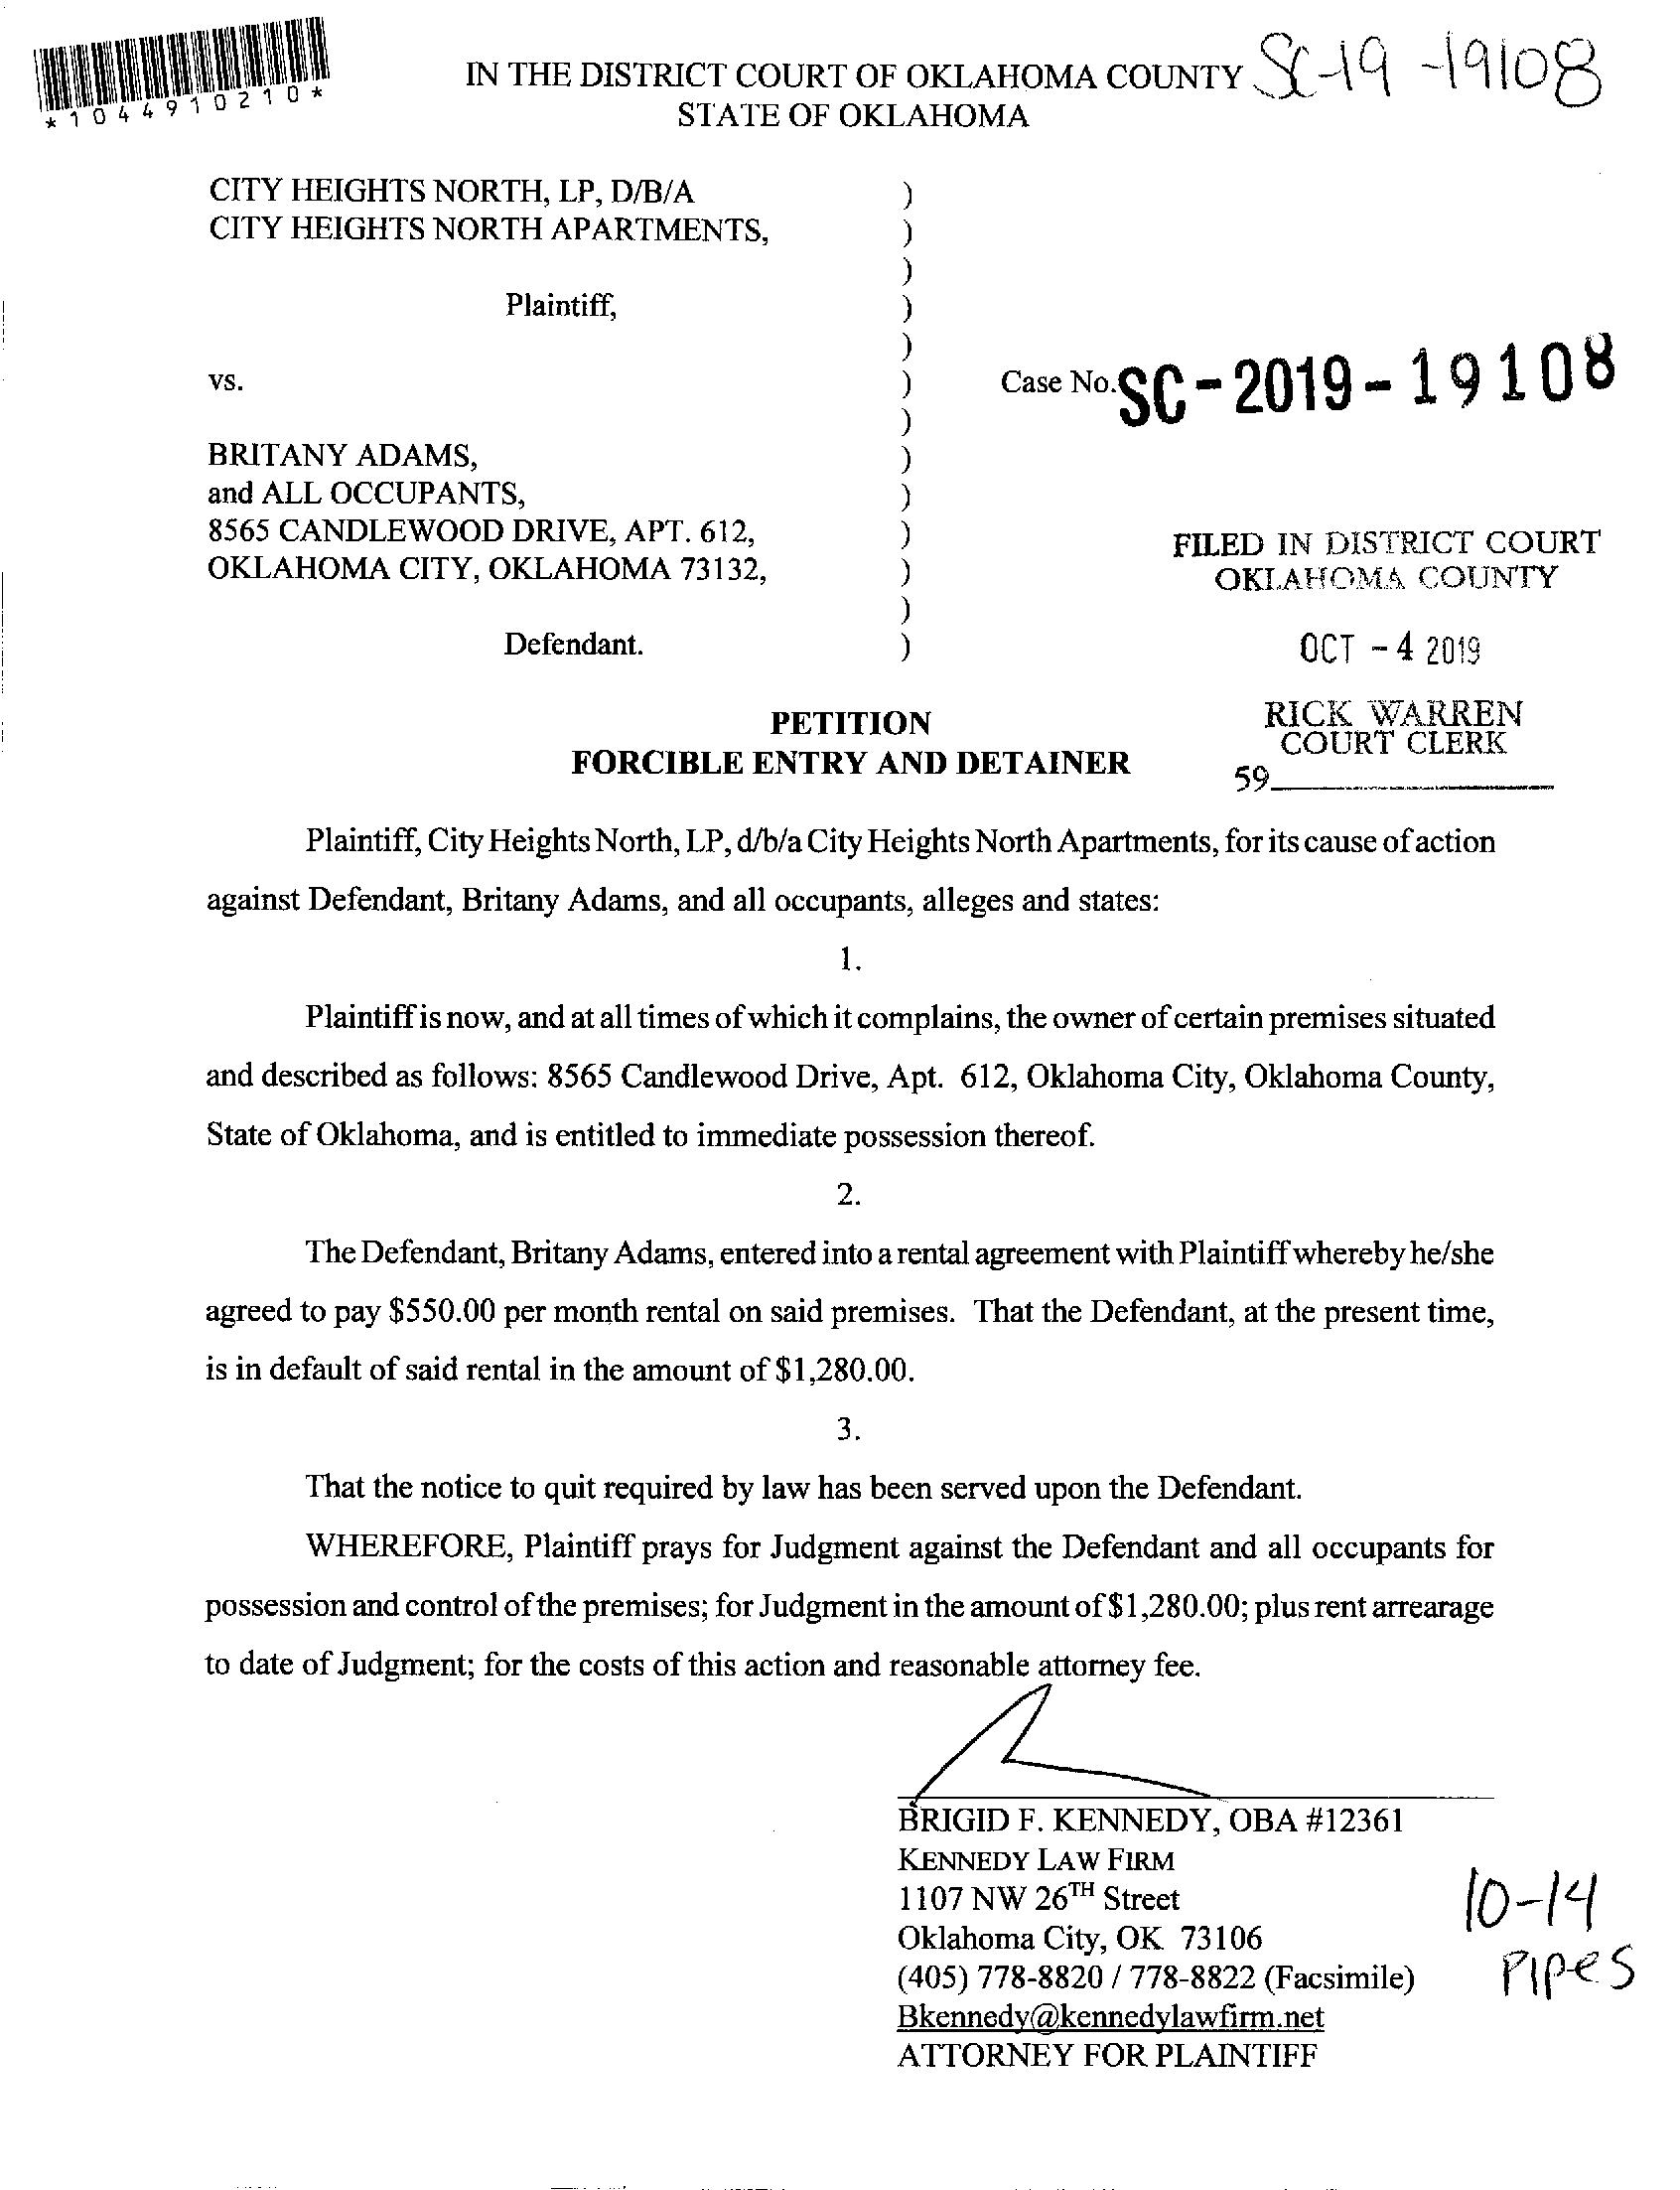 *1044910210*
IN THE DISTRICT COURT OF OKLAHOMA COUNTY SC-19-19108
STATE OF OKLAHOMA
CITY HEIGHTS NORTH, LP, D/B/A )
CITY HEIGHTS NORTH APARTMENTS, )
)
Plaintiff, )
)
vs. ) Case No. SC-2019-19108
)
BRITANY ADAMS, )
and ALL OCCUPANTS, )
8565 CANDLEWOOD DRIVE, APT. 612, )
OKLAHOMA CITY, OKLAHOMA 73132, )
)
Defendant. )
FILED IN DISTRICT COURT
OKLAHOMA COUNTY
OCT - 4 2019
RICK WARREN
COURT CLERK
59
PETITION
FORCIBLE ENTRY AND DETAINER
Plaintiff, City Heights North, LP, d/b/a City Heights North Apartments, for its cause of action
against Defendant, Britany Adams, and all occupants, alleges and states:
1.
Plaintiff is now, and at all times of which it complains, the owner of certain premises situated
and described as follows: 8565 Candlewood Drive, Apt. 612, Oklahoma City, Oklahoma County,
State of Oklahoma, and is entitled to immediate possession thereof.
2.
The Defendant, Britany Adams, entered into a rental agreement with Plaintiff whereby he/she
agreed to pay $550.00 per month rental on said premises. That the Defendant, at the present time,
is in default of said rental in the amount of $1,280.00.
3.
That the notice to quit required by law has been served upon the Defendant.
WHEREFORE, Plaintiff prays for Judgment against the Defendant and all occupants for
possession and control of the premises; for Judgment in the amount of $1,280.00; plus rent arrearage
to date of Judgment; for the costs of this action and reasonable attorney fee.
BRIGID F. KENNEDY, OBA #12361
KENNEDY LAW FIRM
1107 NW 26TH Street
Oklahoma City, OK 73106
(405) 778-8820 / 778-8822 (Facsimile)
Bkennedy@kennedylawfirm.net
ATTORNEY FOR PLAINTIFF
10-14
Pipes